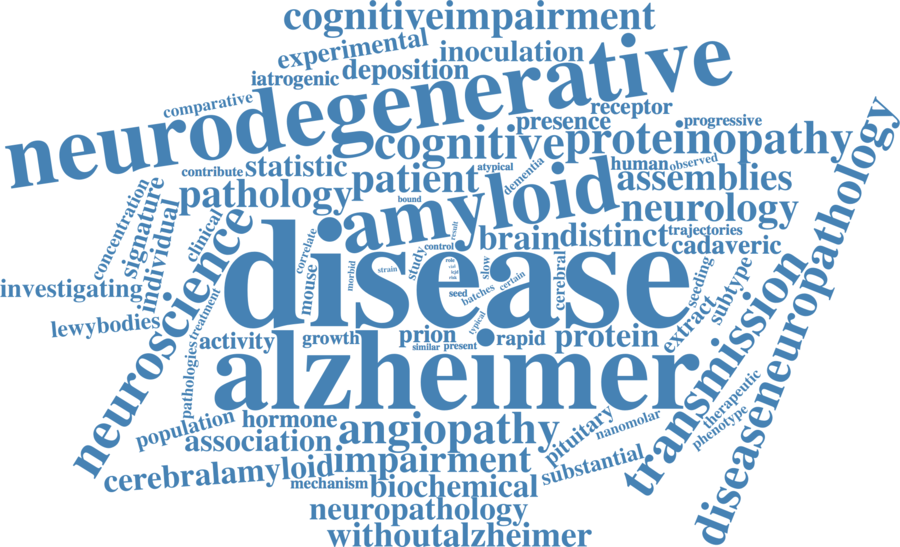 cognitiveimpairment
experimental
inoculation
iatrogenic
deposition
neurodegenerative
comparative
receptor
presence
progressive
cognitive
proteinopathy
contribute
statistic
atypical
human
observed
dementia
pathology
patient
amyloid
assemblies
bound
neurology
concentration
signature
individual
clinical
neuroscience
disease
correlate
mouse
morbid
strain
study
control
result
brain
distinct
trajectories
cadaveric
role
risk
slow
seed
batches
certain
cerebral
seeding
subtype
extract
investigating
lewybodies
pathologies
treatment
activity
growth
prion
typical
rapid
protein
similar
present
alzheimer
transmission
diseaseneuropathology
population
hormone
association
angiopathy
pituitary
nanomolar
therapeutic
phenotype
cerebralamyloid
impairment
substantial
mechanism
biochemical
neuropathology
withoutalzheimer